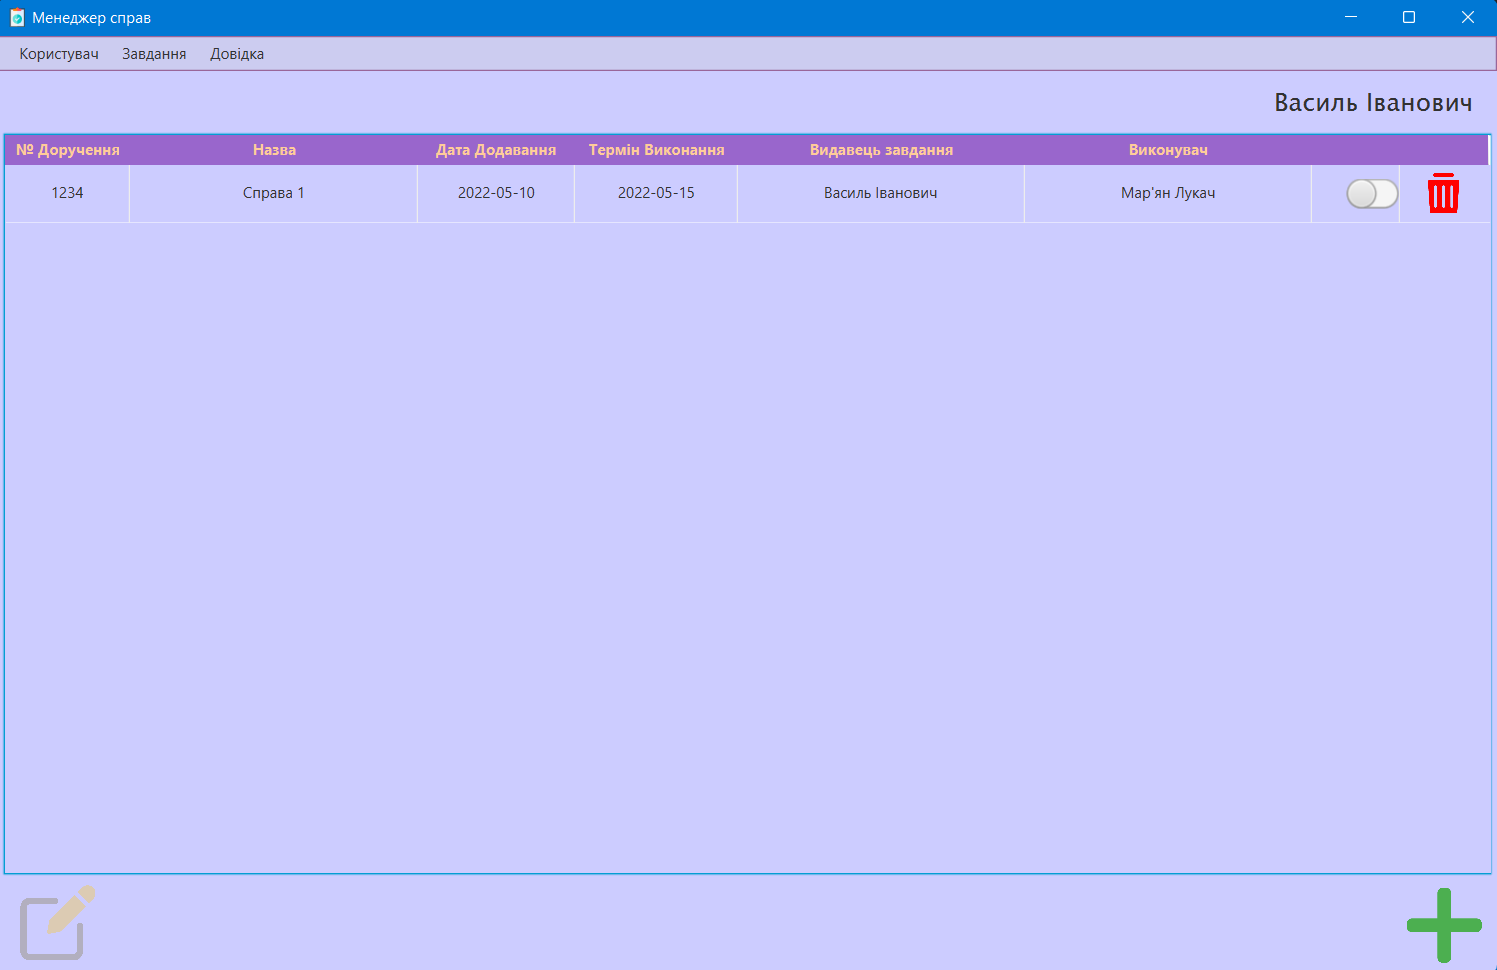 Менеджер справ
Користувач Завдання Довідка
Василь Іванович
№ Доручення Назва Дата Додавання Термін Виконання Видавець завдання Виконувач
1234 Справа 1 2022-05-10 2022-05-15 Василь Іванович Мар'ян Лукач